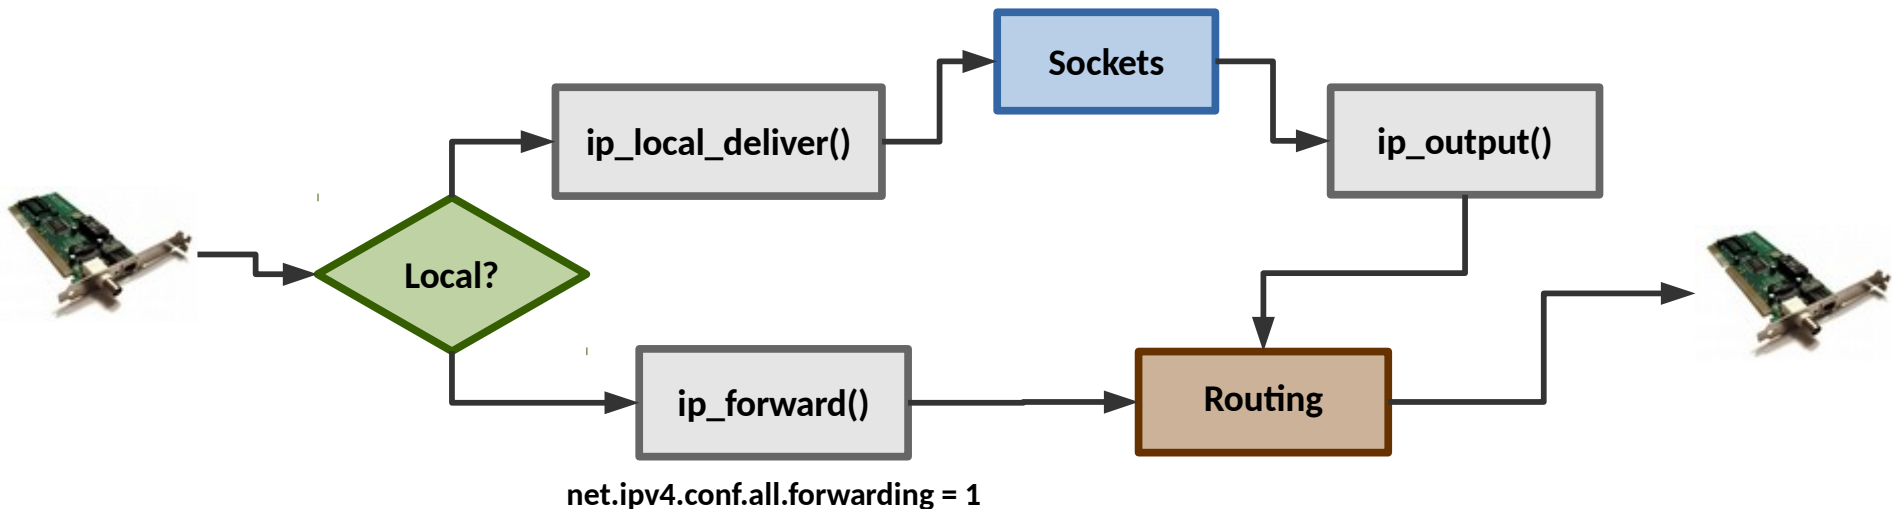 Sockets
ip_local_deliver()
ip_output()
Local?
ip_forward()
Routing
net.ipv4.conf.all.forwarding = 1